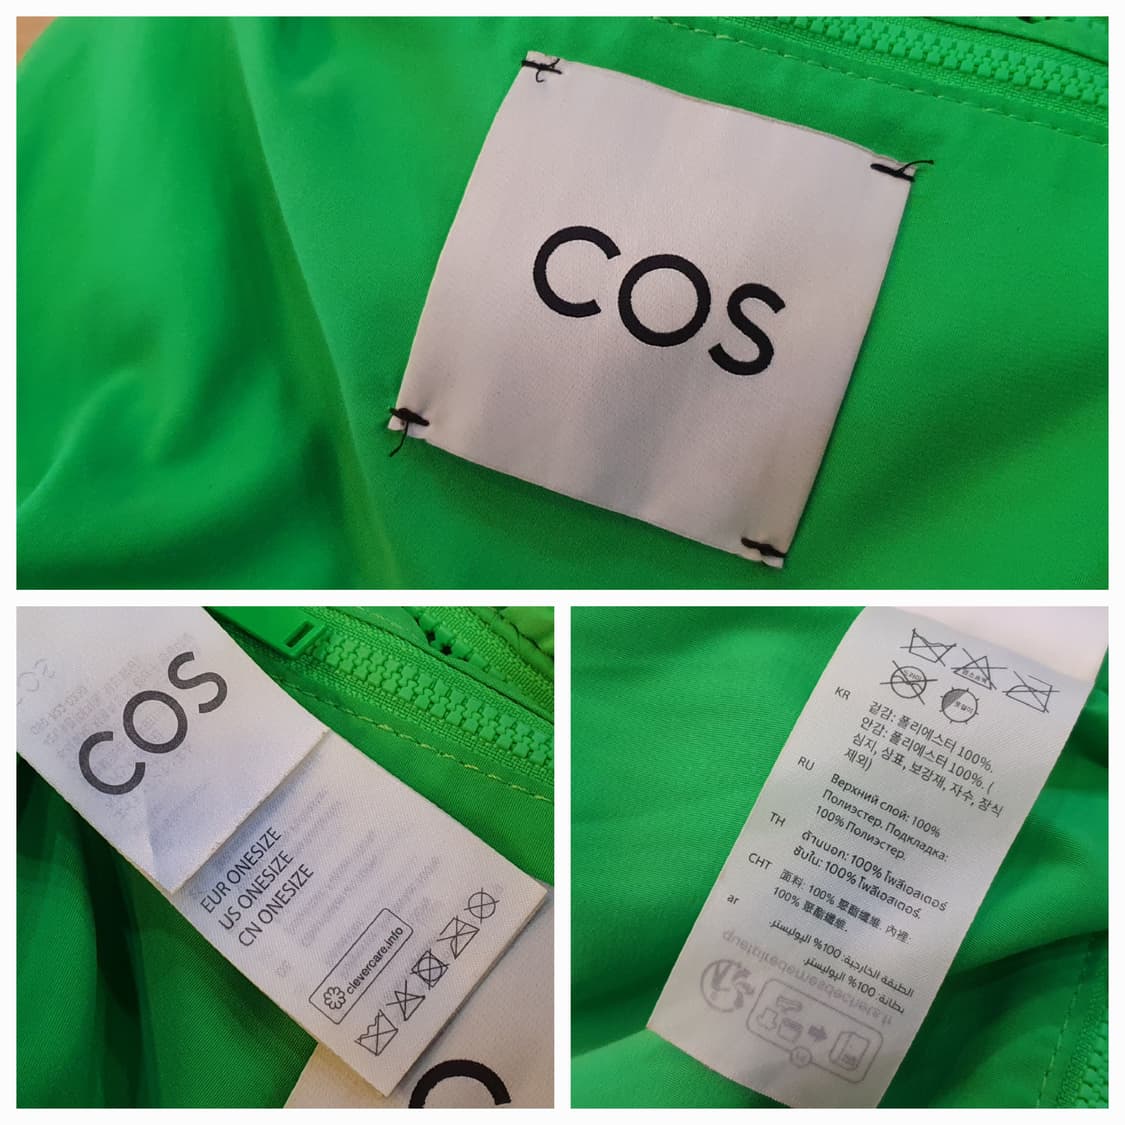 COS
COS
EUR ONESIZE
US ONESIZE
CN ONESIZE
clevercare.info
COS
KR
겉감: 폴리에스터 100%.
안감: 폴리에스터 100%. (
심지, 상표, 보강재, 자수, 장식
제외)
RU
Верхний слой: 100%
Полиэстер. Подкладка:
100% Полиэстер.
TH
ด้านนอก: 100% โพลีเอสเตอร์
ซับใน: 100% โพลีเอสเตอร์.
CHT
面料: 100% 聚酯纖維. 內裡:
100% 聚酯纖維.
ar
الطبقة الخارجية: 100% البوليستر.
بطانة: 100% البوليستر
quefairedemesdechets.fr